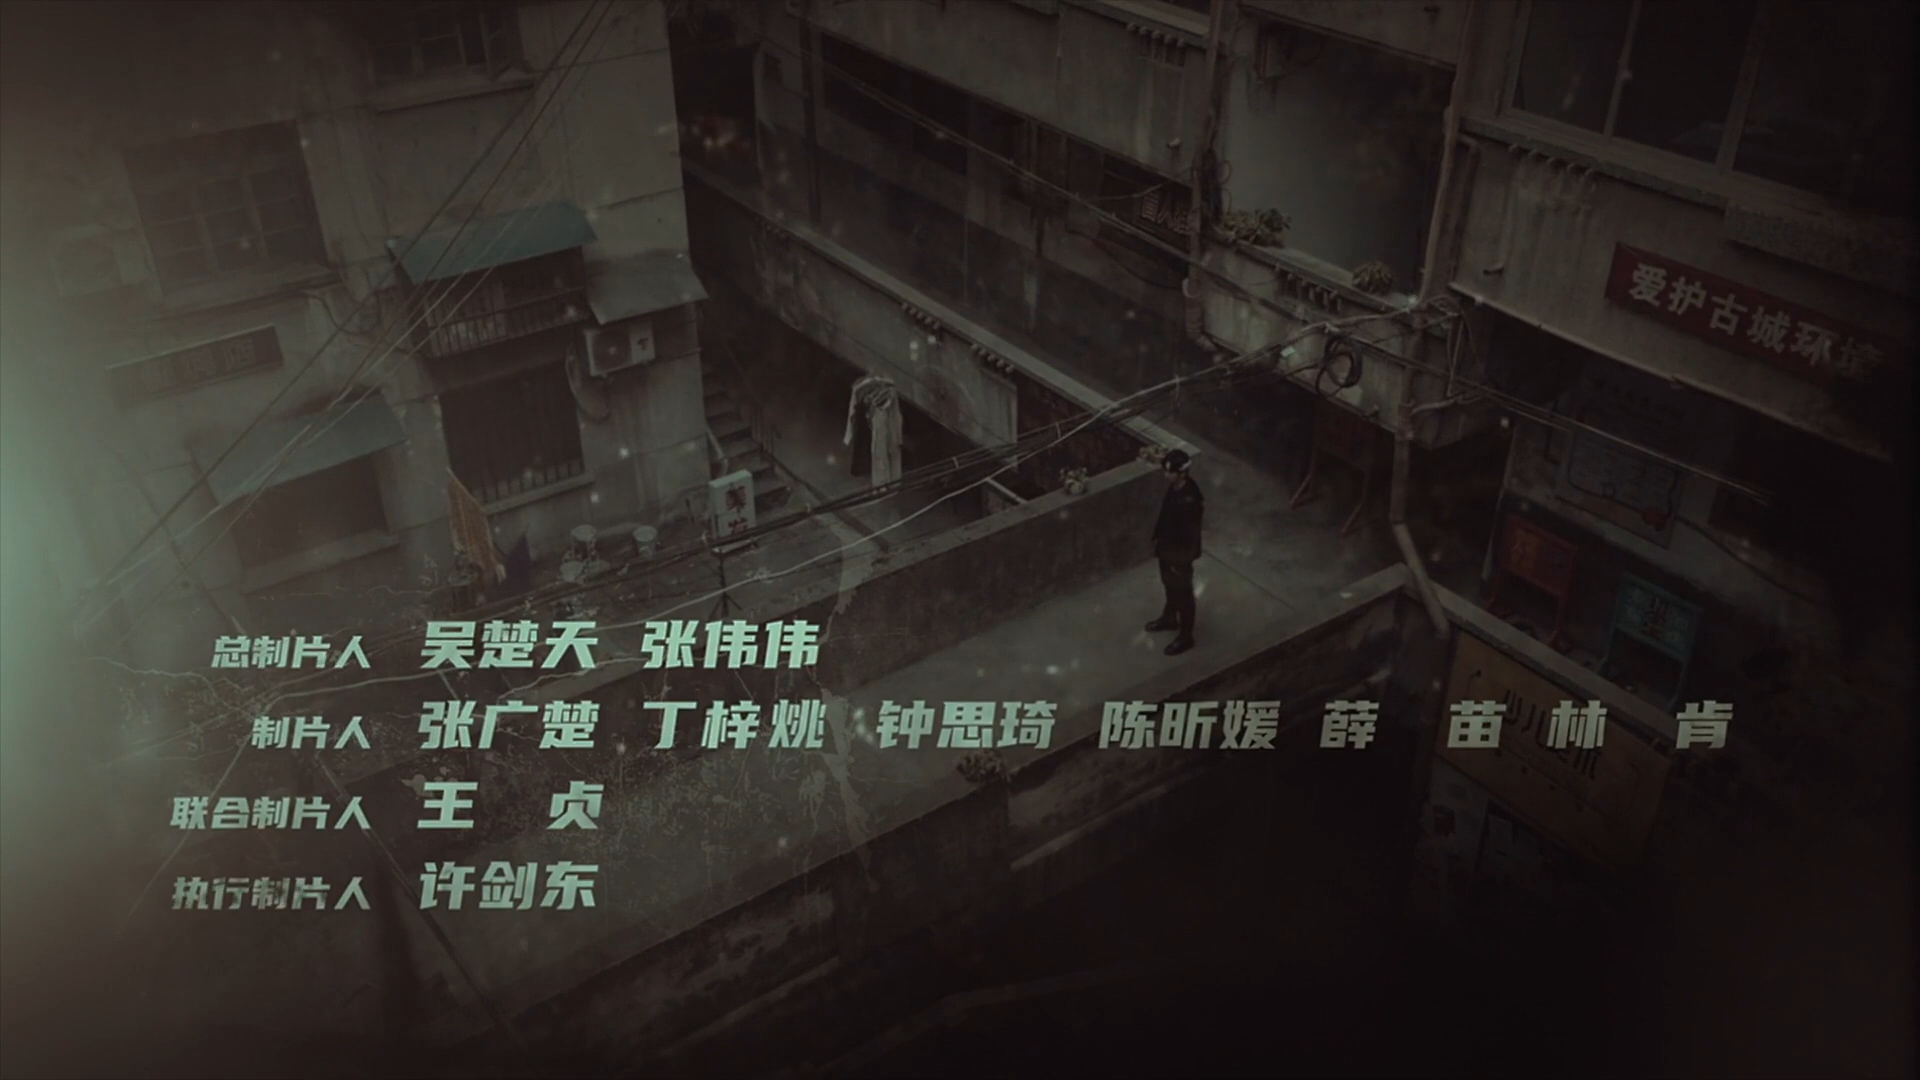 爱护古城环境
总制片人 吴楚天 张伟伟
制片人 张广楚 丁梓烑 钟思琦 陈昕媛 薛苗 林肯
联合制片人 王贞
执行制片人 许剑东